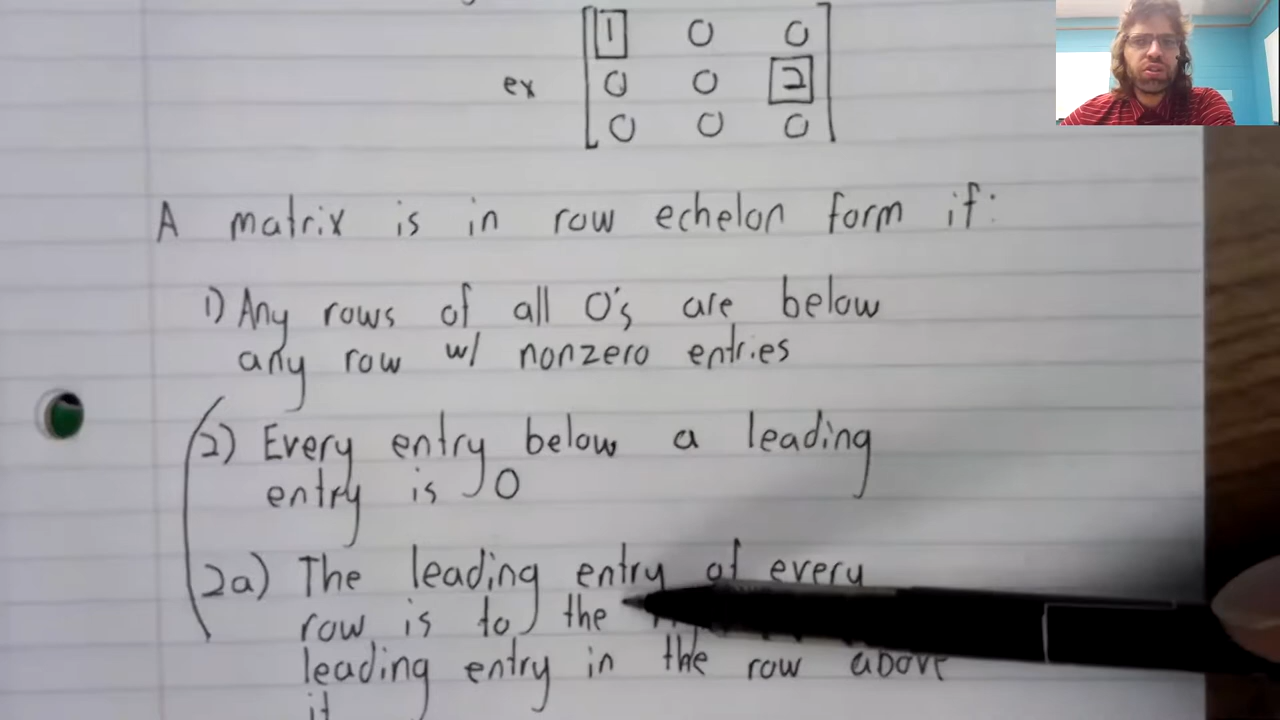 1 0 0
ex 0 0 2
0 0 0
A matrix is in row echelon form if:
1) Any rows of all 0's are below
any row w/ nonzero entries
2) Every entry below a leading
entry is 0
2a) The leading entry of every
row is to the
leading entry in the row above
it